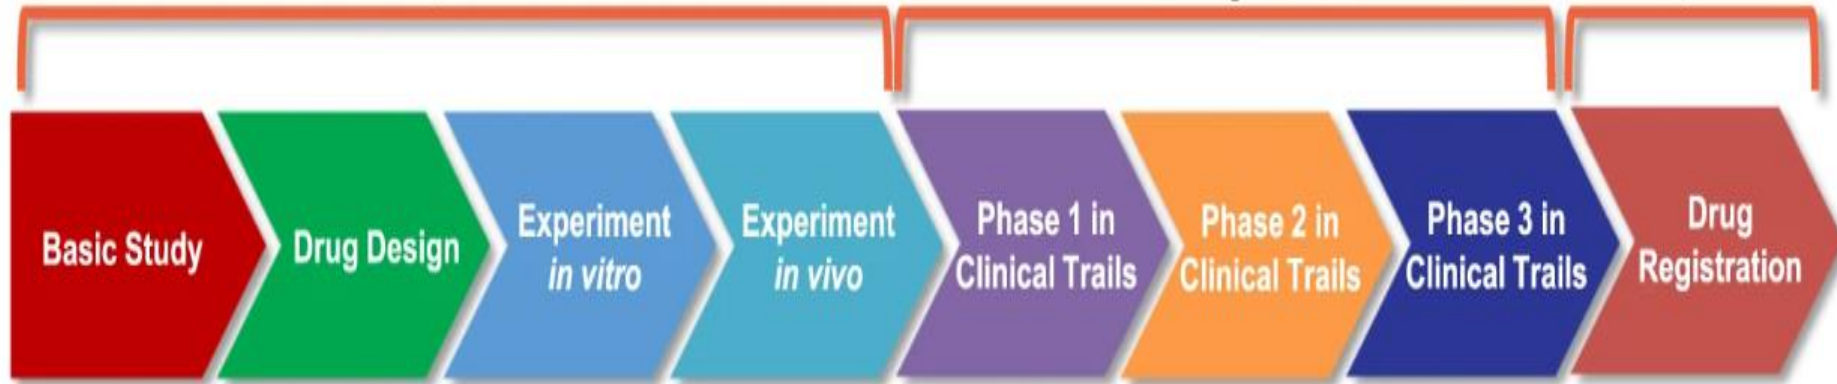 Basic Study
Drug Design
Experiment
in vitro
Experiment
in vivo
Phase 1 in
Clinical Trails
Phase 2 in
Clinical Trails
Phase 3 in
Clinical Trails
Drug
Registration